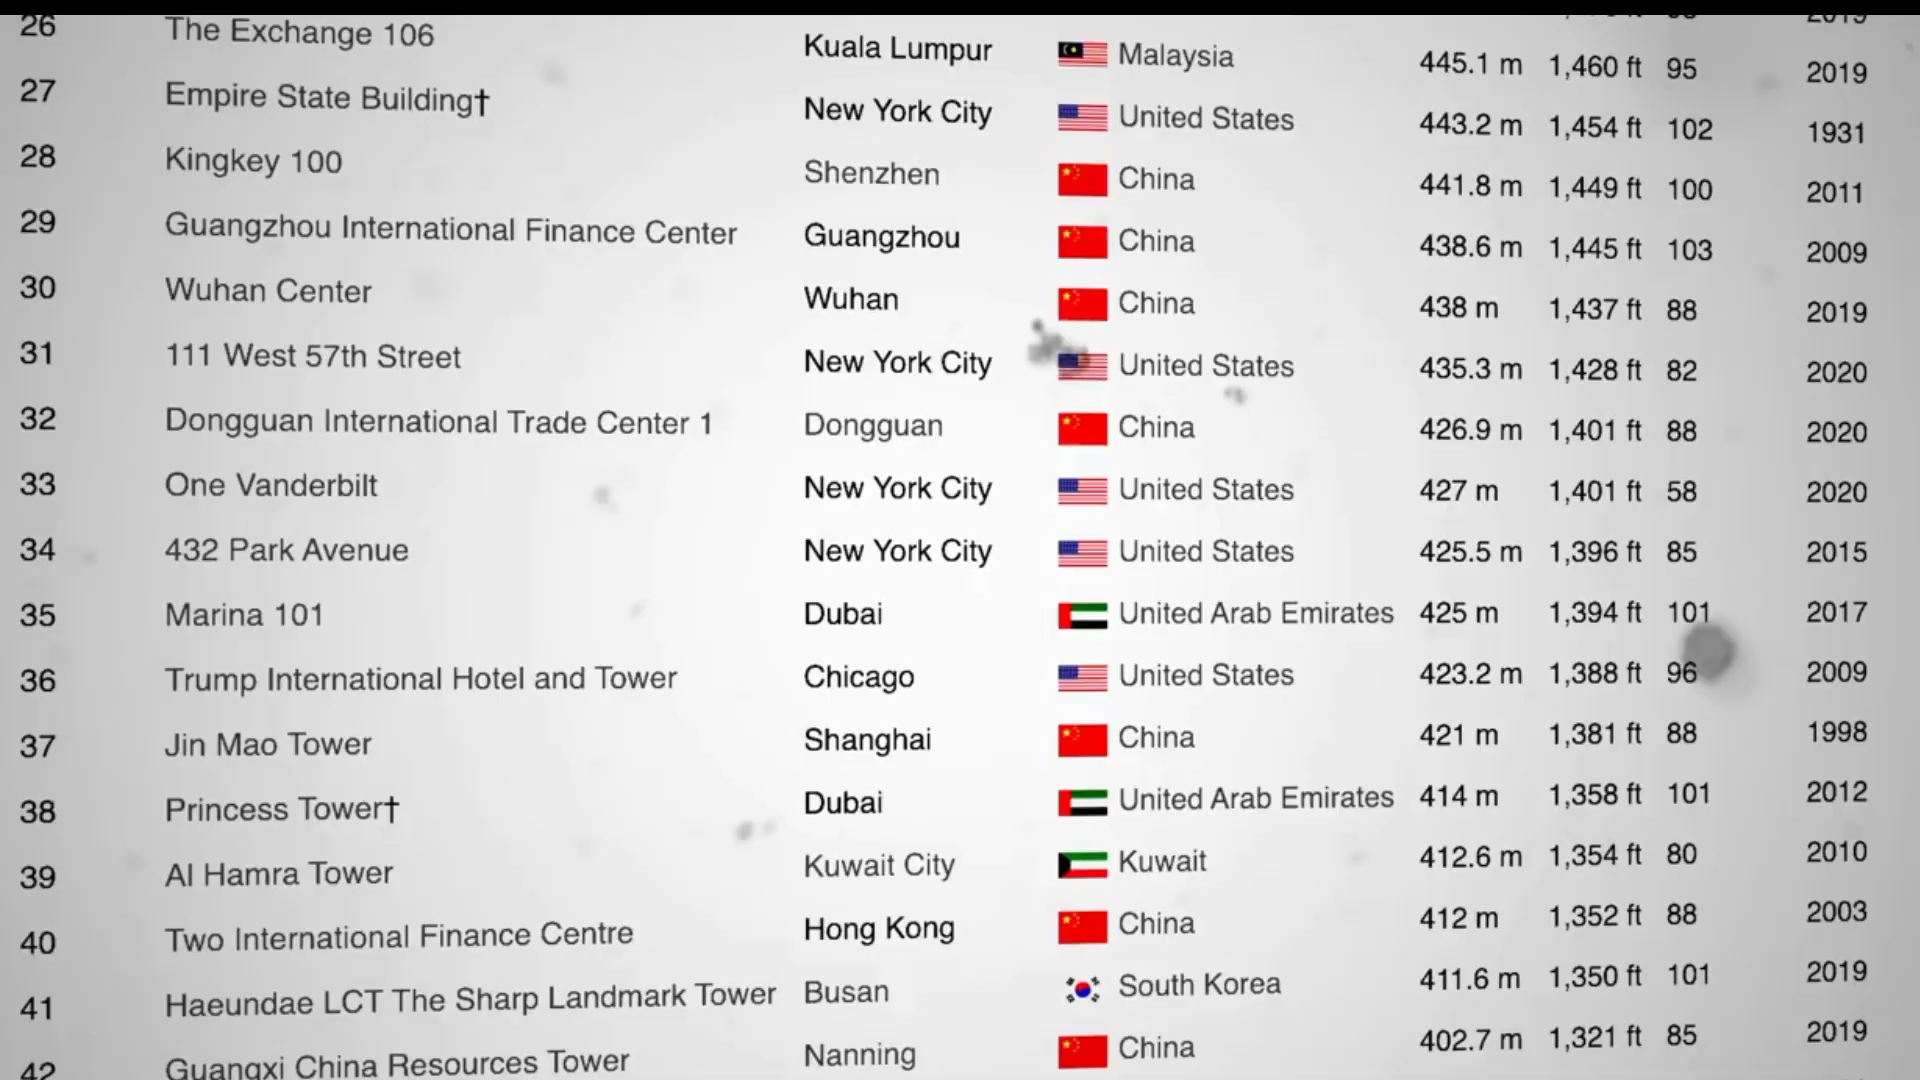 2019
26 The Exchange 106 Kuala Lumpur Malaysia 445.1 m 1,460 ft 95 2019
27 Empire State Building† New York City United States 443.2 m 1,454 ft 102 1931
28 Kingkey 100 Shenzhen China 441.8 m 1,449 ft 100 2011
29 Guangzhou International Finance Center Guangzhou China 438.6 m 1,445 ft 103 2009
30 Wuhan Center Wuhan China 438 m 1,437 ft 88 2019
31 111 West 57th Street New York City United States 435.3 m 1,428 ft 82 2020
32 Dongguan International Trade Center 1 Dongguan China 426.9 m 1,401 ft 88 2020
33 One Vanderbilt New York City United States 427 m 1,401 ft 58 2020
34 432 Park Avenue New York City United States 425.5 m 1,396 ft 85 2015
35 Marina 101 Dubai United Arab Emirates 425 m 1,394 ft 101 2017
36 Trump International Hotel and Tower Chicago United States 423.2 m 1,388 ft 96 2009
37 Jin Mao Tower Shanghai China 421 m 1,381 ft 88 1998
38 Princess Tower† Dubai United Arab Emirates 414 m 1,358 ft 101 2012
39 Al Hamra Tower Kuwait City Kuwait 412.6 m 1,354 ft 80 2010
40 Two International Finance Centre Hong Kong China 412 m 1,352 ft 88 2003
41 Haeundae LCT The Sharp Landmark Tower Busan South Korea 411.6 m 1,350 ft 101 2019
42 Guangxi China Resources Tower Nanning China 402.7 m 1,321 ft 85 2019